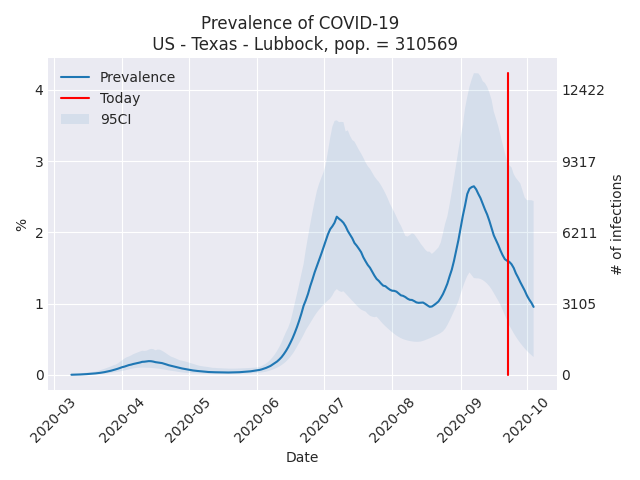 Prevalence of COVID-19
US - Texas - Lubbock, pop. = 310569
Prevalence
Today
95CI
4
3
2
1
0
%
12422
9317
6211
3105
0
# of infections
2020-03
2020-04
2020-05
2020-06
2020-07
2020-08
2020-09
2020-10
Date